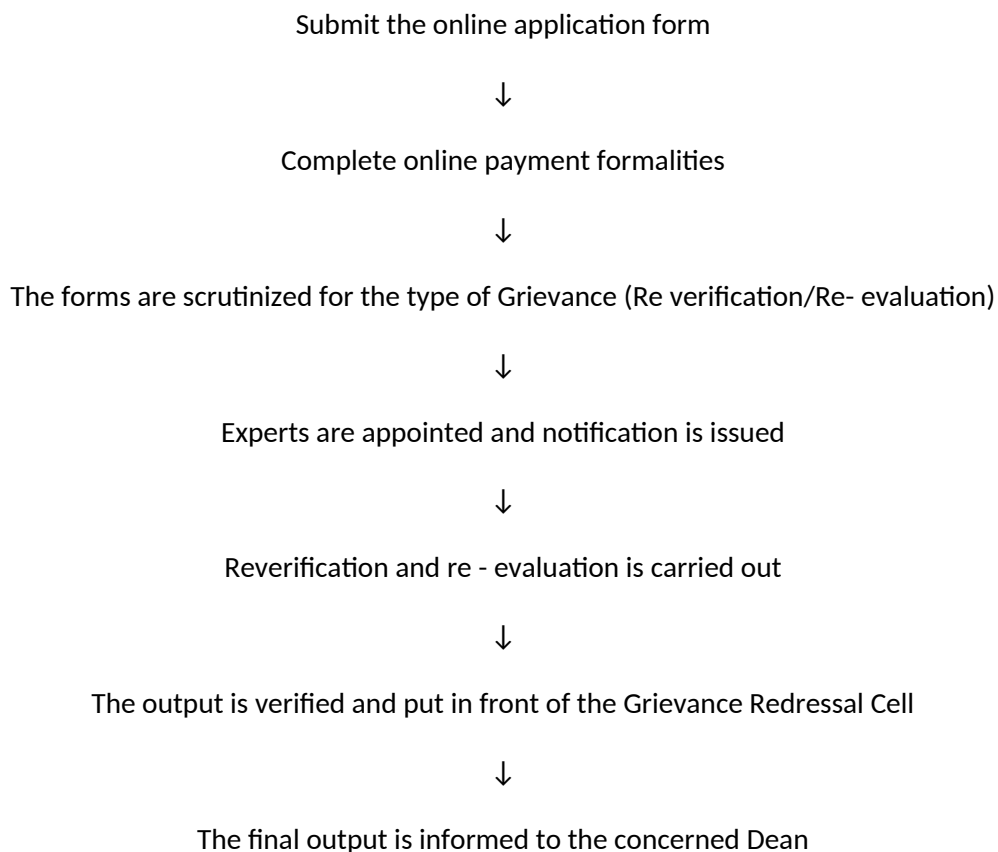 Submit the online application form
↓
Complete online payment formalities
↓
The forms are scrutinized for the type of Grievance (Re verification/Re- evaluation)
↓
Experts are appointed and notification is issued
↓
Reverification and re - evaluation is carried out
↓
The output is verified and put in front of the Grievance Redressal Cell
↓
The final output is informed to the concerned Dean